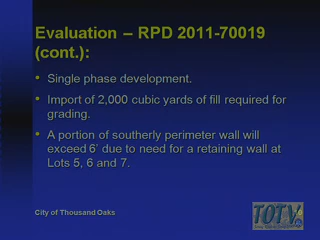 Evaluation – RPD 2011-70019
(cont.):
• Single phase development.
• Import of 2,000 cubic yards of fill required for
grading.
• A portion of southerly perimeter wall will
exceed 6' due to need for a retaining wall at
Lots 5, 6 and 7.
City of Thousand Oaks
TOTV